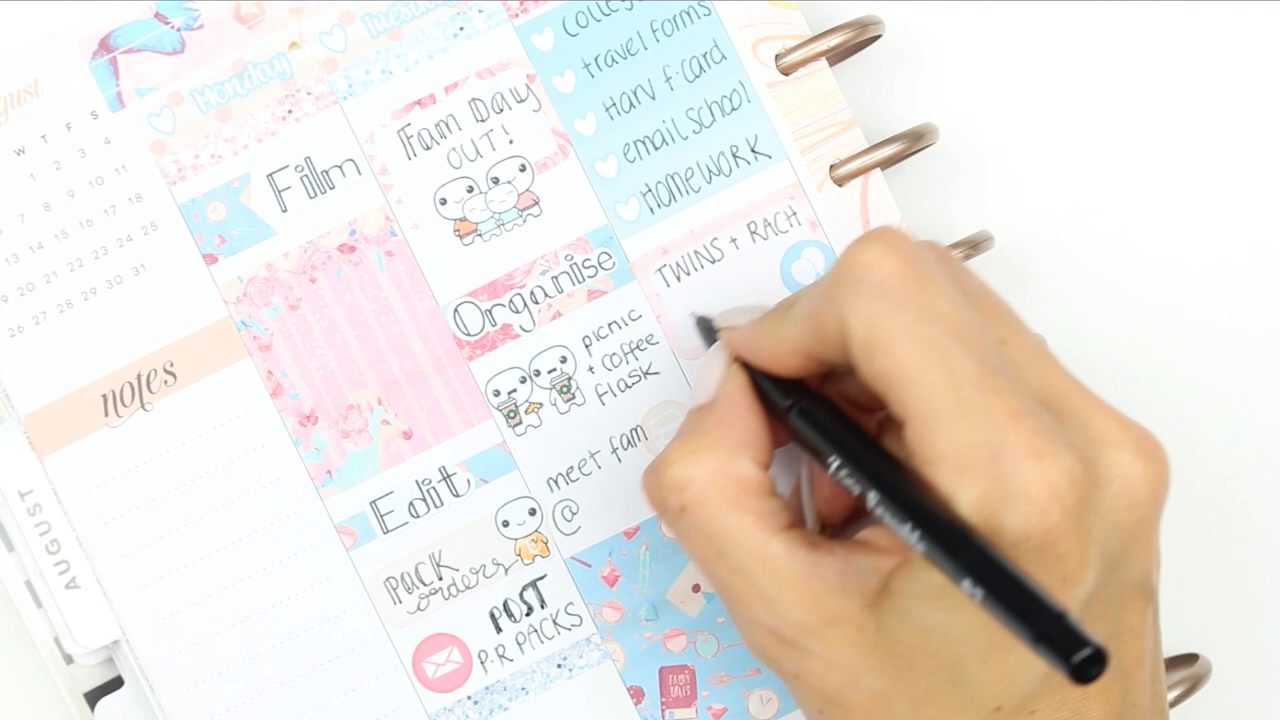 W T F S
1 2 3 4
7 8 9 10 11
13 14 15 16 17 18
19 20 21 22 23 24 25
26 27 28 29 30 31
notes
AUGUST
Monday
Film
Edit
PACK
orders
POST
P.R PACKS
Tuesday
Fam Day
OUT!
Organise
picnic
+ coffee
flask
meet fam
@
travel forms
Harv f.card
email School
HOMEWORK
TWINS + RACH
FAIRY
TALES